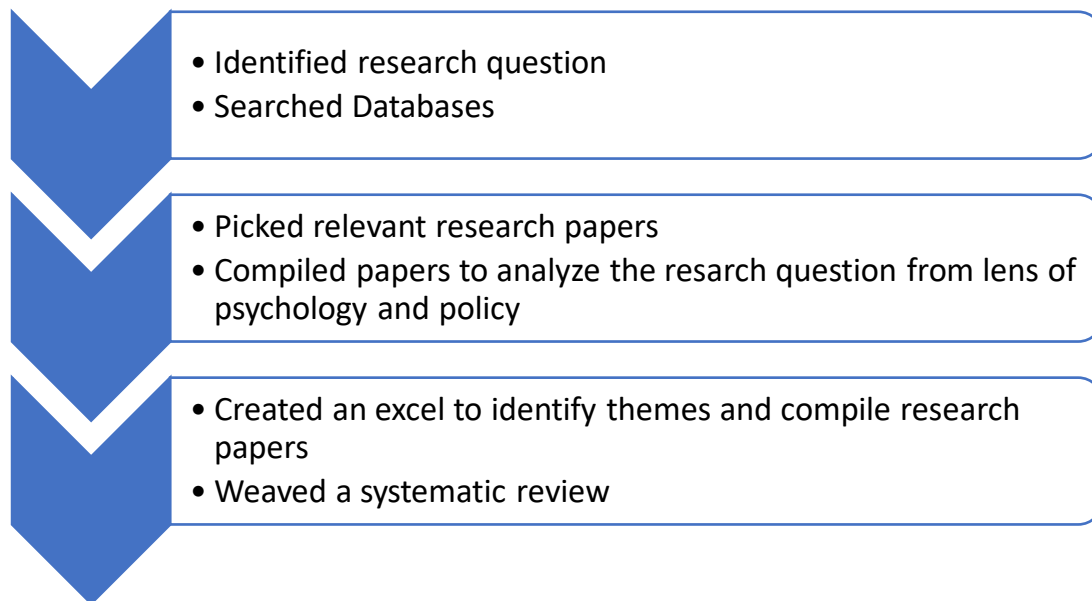 • Identified research question
• Searched Databases
• Picked relevant research papers
• Compiled papers to analyze the resarch question from lens of
psychology and policy
• Created an excel to identify themes and compile research
papers
• Weaved a systematic review